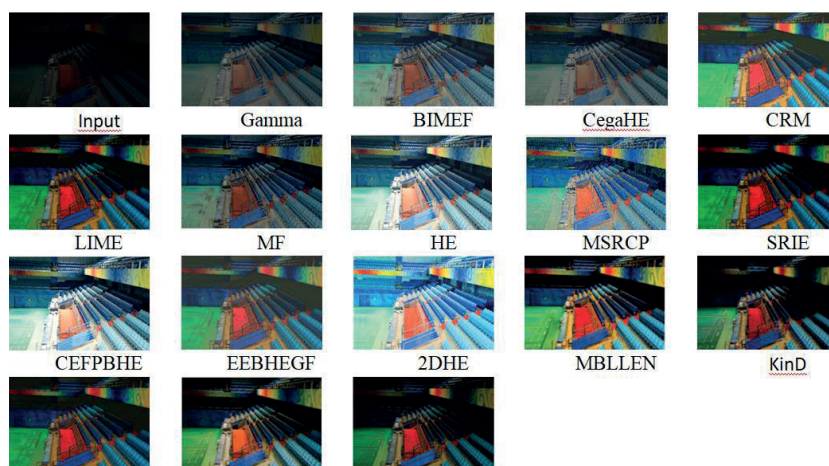 Input Gamma BIMEF CegaHE CRM
LIME MF HE MSRCP SRIE
CEFPBHE EEBHEGF 2DHE MBLLEN KinD